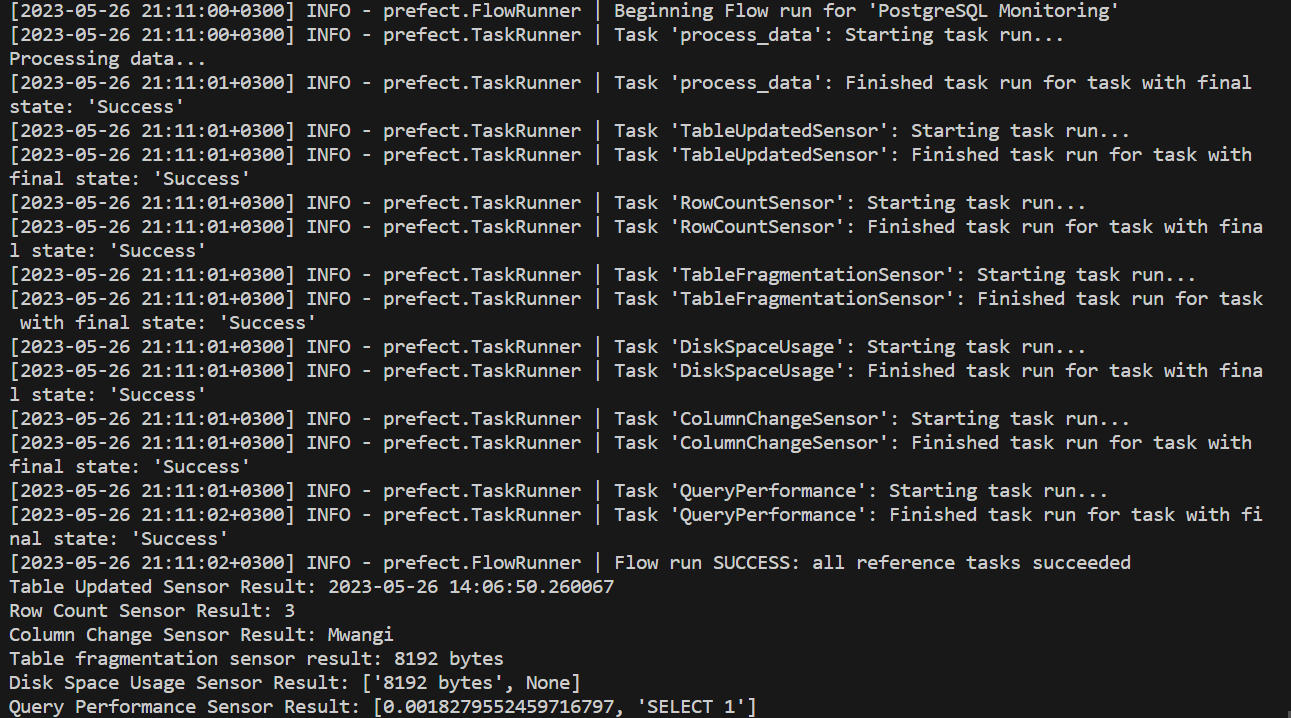 [2023-05-26 21:11:00+0300] INFO - prefect.FlowRunner | Beginning Flow run for 'PostgreSQL Monitoring'
[2023-05-26 21:11:00+0300] INFO - prefect.TaskRunner | Task 'process_data': Starting task run...
Processing data...
[2023-05-26 21:11:01+0300] INFO - prefect.TaskRunner | Task 'process_data': Finished task run for task with final
state: 'Success'
[2023-05-26 21:11:01+0300] INFO - prefect.TaskRunner | Task 'TableUpdatedSensor': Starting task run...
[2023-05-26 21:11:01+0300] INFO - prefect.TaskRunner | Task 'TableUpdatedSensor': Finished task run for task with
final state: 'Success'
[2023-05-26 21:11:01+0300] INFO - prefect.TaskRunner | Task 'RowCountSensor': Starting task run...
[2023-05-26 21:11:01+0300] INFO - prefect.TaskRunner | Task 'RowCountSensor': Finished task run for task with fina
l state: 'Success'
[2023-05-26 21:11:01+0300] INFO - prefect.TaskRunner | Task 'TableFragmentationSensor': Starting task run...
[2023-05-26 21:11:01+0300] INFO - prefect.TaskRunner | Task 'TableFragmentationSensor': Finished task run for task
 with final state: 'Success'
[2023-05-26 21:11:01+0300] INFO - prefect.TaskRunner | Task 'DiskSpaceUsage': Starting task run...
[2023-05-26 21:11:01+0300] INFO - prefect.TaskRunner | Task 'DiskSpaceUsage': Finished task run for task with fina
l state: 'Success'
[2023-05-26 21:11:01+0300] INFO - prefect.TaskRunner | Task 'ColumnChangeSensor': Starting task run...
[2023-05-26 21:11:01+0300] INFO - prefect.TaskRunner | Task 'ColumnChangeSensor': Finished task run for task with
final state: 'Success'
[2023-05-26 21:11:01+0300] INFO - prefect.TaskRunner | Task 'QueryPerformance': Starting task run...
[2023-05-26 21:11:02+0300] INFO - prefect.TaskRunner | Task 'QueryPerformance': Finished task run for task with fi
nal state: 'Success'
[2023-05-26 21:11:02+0300] INFO - prefect.FlowRunner | Flow run SUCCESS: all reference tasks succeeded
Table Updated Sensor Result: 2023-05-26 14:06:50.260067
Row Count Sensor Result: 3
Column Change Sensor Result: Mwangi
Table fragmentation sensor result: 8192 bytes
Disk Space Usage Sensor Result: ['8192 bytes', None]
Query Performance Sensor Result: [0.0018279552459716797, 'SELECT 1']